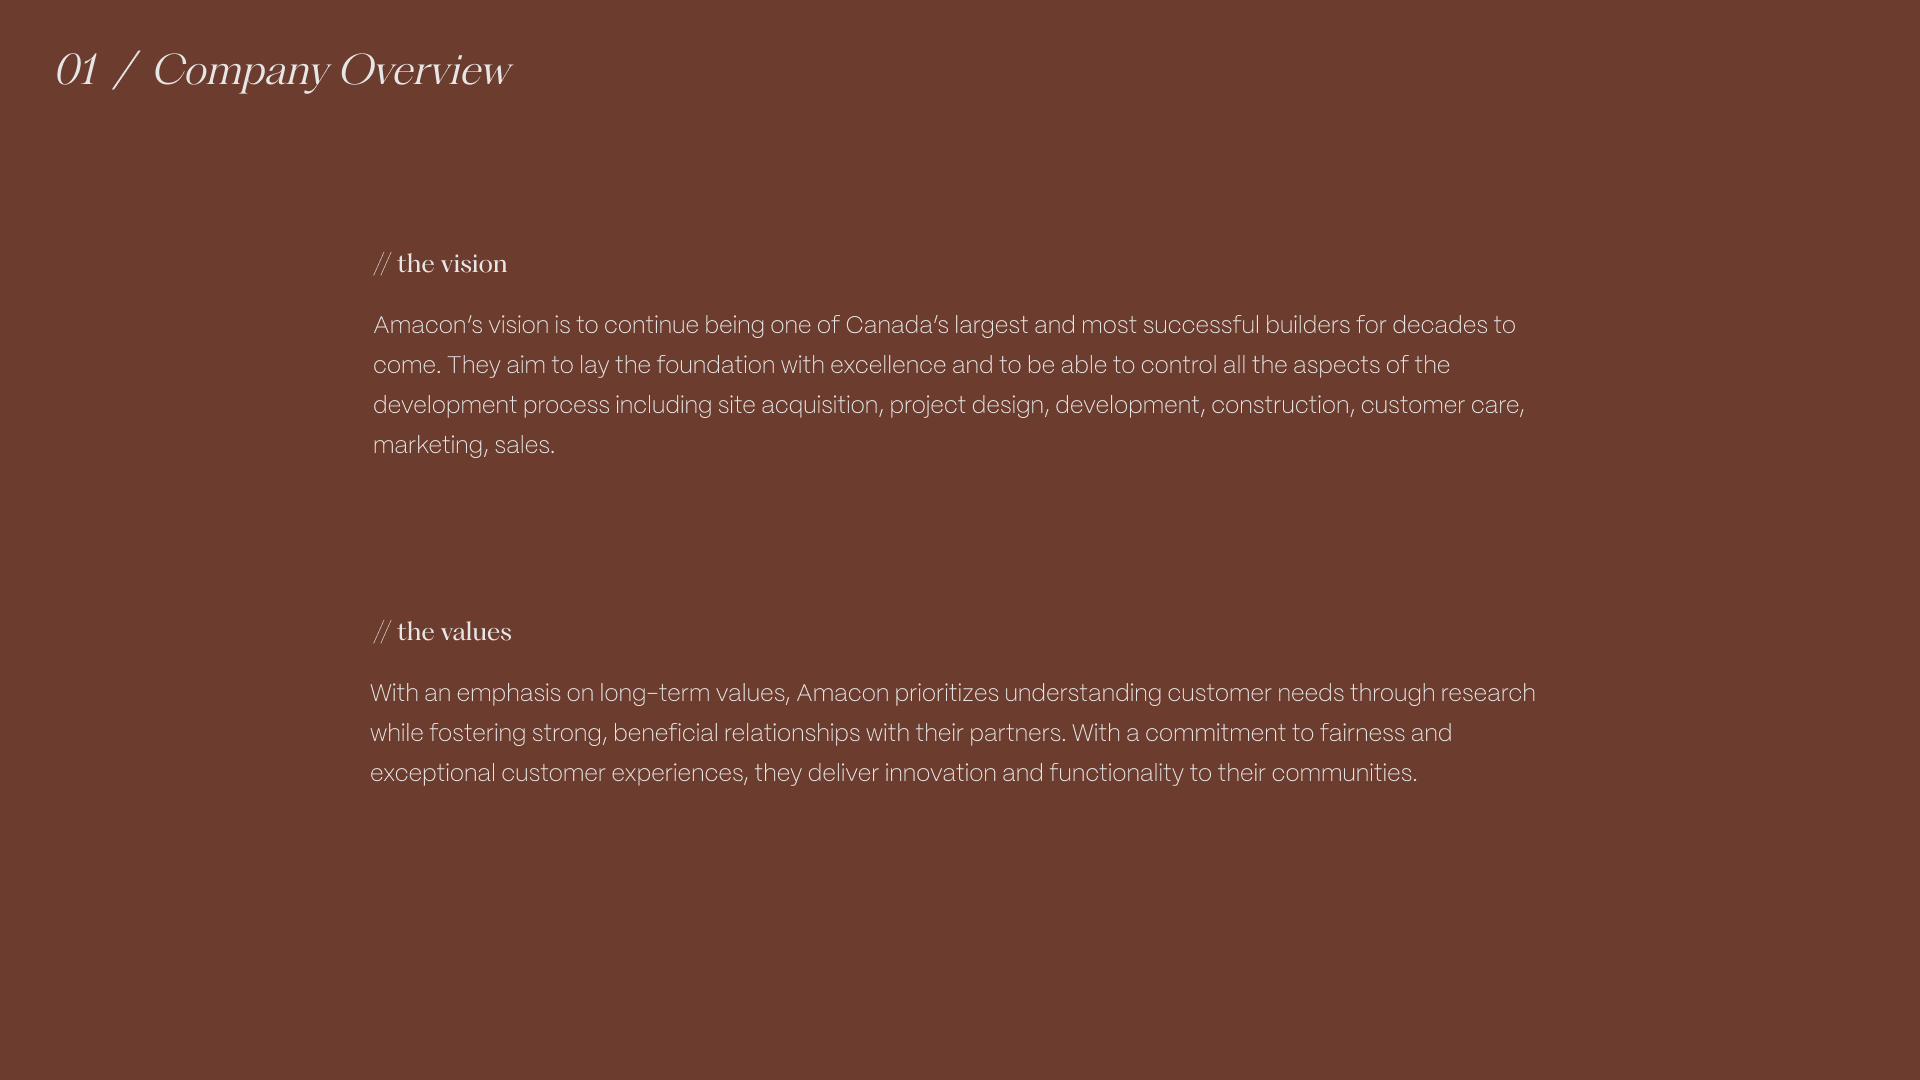 01 / Company Overview
// the vision
Amacon’s vision is to continue being one of Canada’s largest and most successful builders for decades to
come. They aim to lay the foundation with excellence and to be able to control all the aspects of the
development process including site acquisition, project design, development, construction, customer care,
marketing, sales.
// the values
With an emphasis on long-term values, Amacon prioritizes understanding customer needs through research
while fostering strong, beneficial relationships with their partners. With a commitment to fairness and
exceptional customer experiences, they deliver innovation and functionality to their communities.